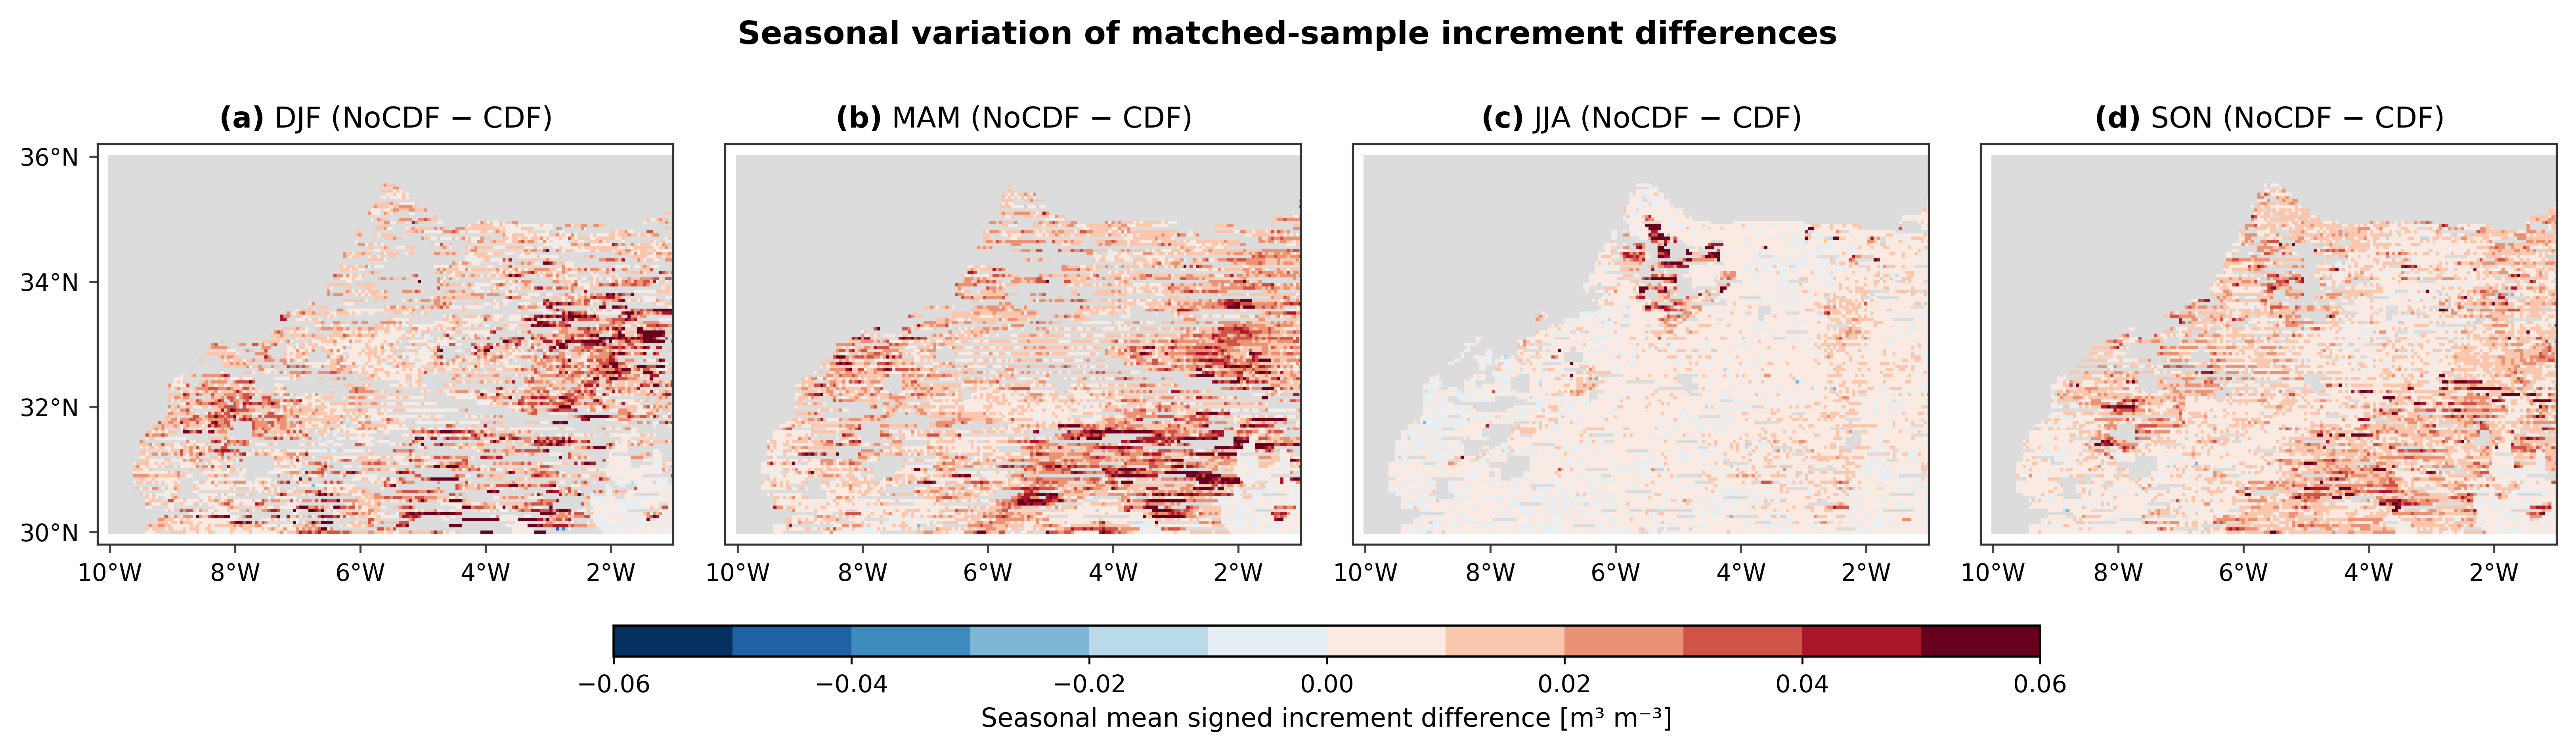 Seasonal variation of matched-sample increment differences
(a) DJF (NoCDF − CDF)
(b) MAM (NoCDF − CDF)
(c) JJA (NoCDF − CDF)
(d) SON (NoCDF − CDF)
36°N
34°N
32°N
30°N
10°W 8°W 6°W 4°W 2°W
10°W 8°W 6°W 4°W 2°W
10°W 8°W 6°W 4°W 2°W
10°W 8°W 6°W 4°W 2°W
−0.06 −0.04 −0.02 0.00 0.02 0.04 0.06
Seasonal mean signed increment difference [m³ m⁻³]